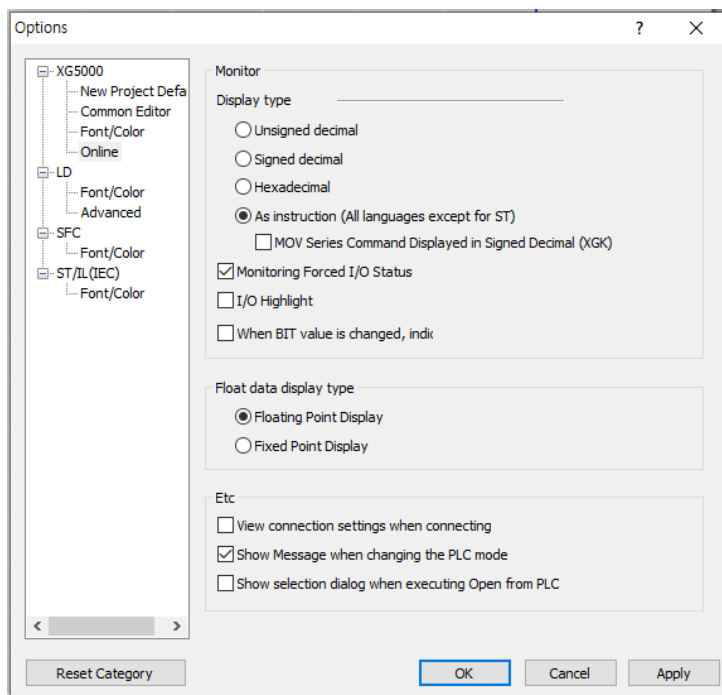 Options
XG5000
New Project Defa
Common Editor
Font/Color
Online
LD
Font/Color
Advanced
SFC
Font/Color
ST/IL(IEC)
Font/Color
Monitor
Display type
Unsigned decimal
Signed decimal
Hexadecimal
As instruction (All languages except for ST)
MOV Series Command Displayed in Signed Decimal (XGK)
Monitoring Forced I/O Status
I/O Highlight
When BIT value is changed, indic
Float data display type
Floating Point Display
Fixed Point Display
Etc
View connection settings when connecting
Show Message when changing the PLC mode
Show selection dialog when executing Open from PLC
Reset Category
OK
Cancel
Apply